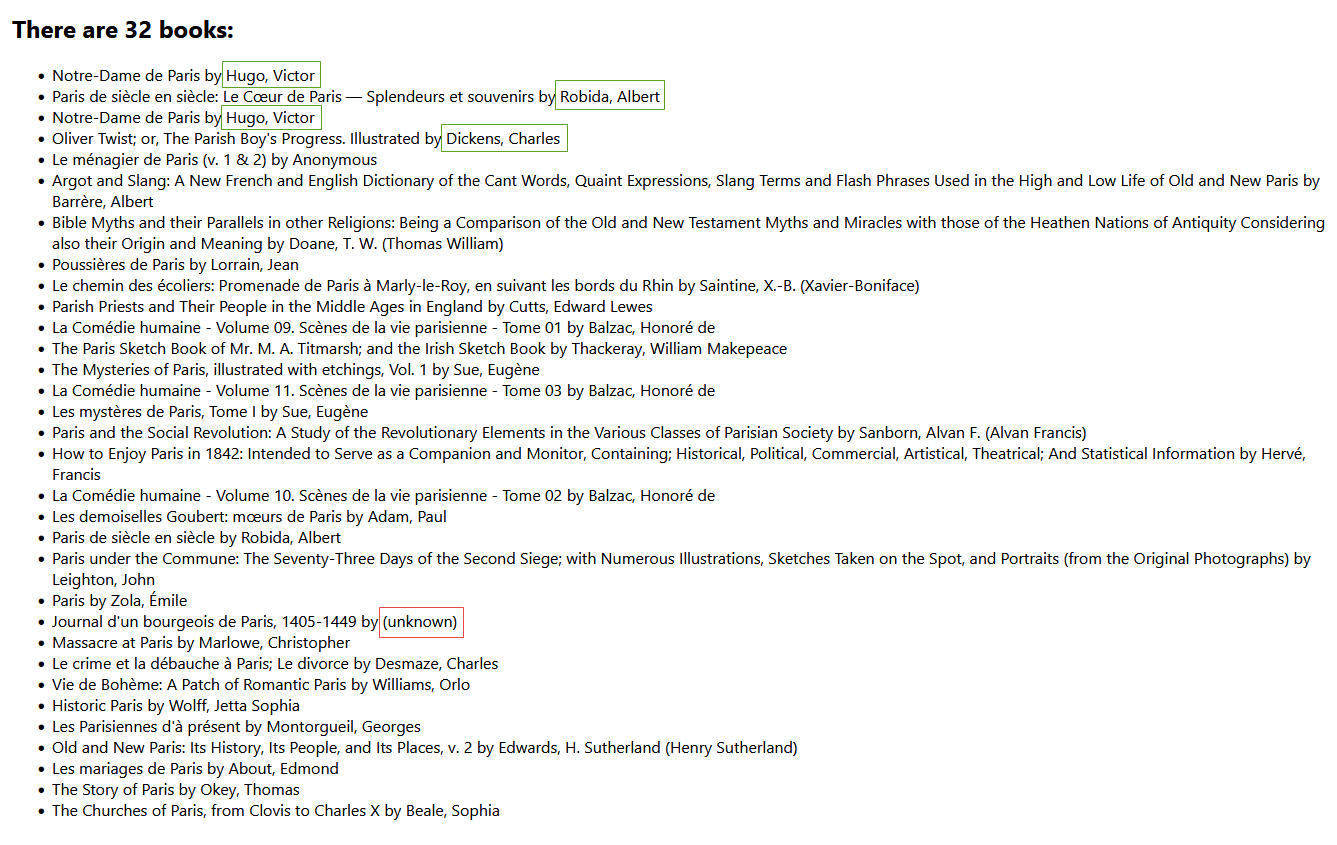 There are 32 books:
• Notre-Dame de Paris by Hugo, Victor
• Paris de siècle en siècle: Le Cœur de Paris — Splendeurs et souvenirs by Robida, Albert
• Notre-Dame de Paris by Hugo, Victor
• Oliver Twist; or, The Parish Boy's Progress. Illustrated by Dickens, Charles
• Le ménagier de Paris (v. 1 & 2) by Anonymous
• Argot and Slang: A New French and English Dictionary of the Cant Words, Quaint Expressions, Slang Terms and Flash Phrases Used in the High and Low Life of Old and New Paris by
Barrère, Albert
• Bible Myths and their Parallels in other Religions: Being a Comparison of the Old and New Testament Myths and Miracles with those of the Heathen Nations of Antiquity Considering
also their Origin and Meaning by Doane, T. W. (Thomas William)
• Poussières de Paris by Lorrain, Jean
• Le chemin des écoliers: Promenade de Paris à Marly-le-Roy, en suivant les bords du Rhin by Saintine, X.-B. (Xavier-Boniface)
• Parish Priests and Their People in the Middle Ages in England by Cutts, Edward Lewes
• La Comédie humaine - Volume 09. Scènes de la vie parisienne - Tome 01 by Balzac, Honoré de
• The Paris Sketch Book of Mr. M. A. Titmarsh; and the Irish Sketch Book by Thackeray, William Makepeace
• The Mysteries of Paris, illustrated with etchings, Vol. 1 by Sue, Eugène
• La Comédie humaine - Volume 11. Scènes de la vie parisienne - Tome 03 by Balzac, Honoré de
• Les mystères de Paris, Tome I by Sue, Eugène
• Paris and the Social Revolution: A Study of the Revolutionary Elements in the Various Classes of Parisian Society by Sanborn, Alvan F. (Alvan Francis)
• How to Enjoy Paris in 1842: Intended to Serve as a Companion and Monitor, Containing; Historical, Political, Commercial, Artistical, Theatrical; And Statistical Information by Hervé,
Francis
• La Comédie humaine - Volume 10. Scènes de la vie parisienne - Tome 02 by Balzac, Honoré de
• Les demoiselles Goubert: mœurs de Paris by Adam, Paul
• Paris de siècle en siècle by Robida, Albert
• Paris under the Commune: The Seventy-Three Days of the Second Siege; with Numerous Illustrations, Sketches Taken on the Spot, and Portraits (from the Original Photographs) by
Leighton, John
• Paris by Zola, Émile
• Journal d'un bourgeois de Paris, 1405-1449 by (unknown)
• Massacre at Paris by Marlowe, Christopher
• Le crime et la débauche à Paris; Le divorce by Desmaze, Charles
• Vie de Bohème: A Patch of Romantic Paris by Williams, Orlo
• Historic Paris by Wolff, Jetta Sophia
• Les Parisiennes d'à présent by Montorgueil, Georges
• Old and New Paris: Its History, Its People, and Its Places, v. 2 by Edwards, H. Sutherland (Henry Sutherland)
• Les mariages de Paris by About, Edmond
• The Story of Paris by Okey, Thomas
• The Churches of Paris, from Clovis to Charles X by Beale, Sophia